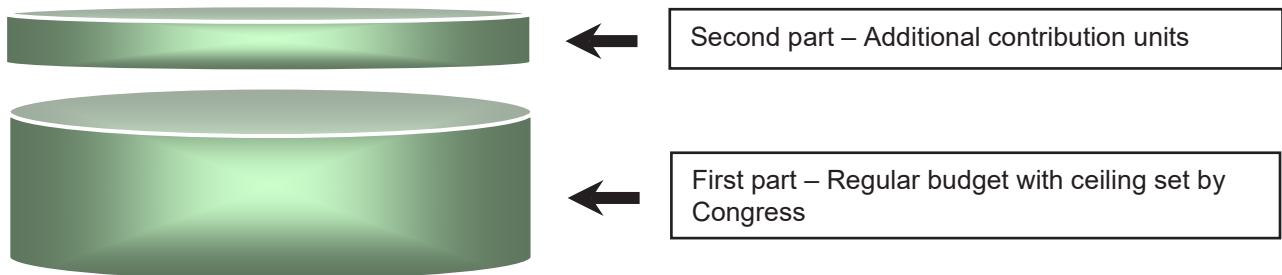 Second part – Additional contribution units
First part – Regular budget with ceiling set by
Congress